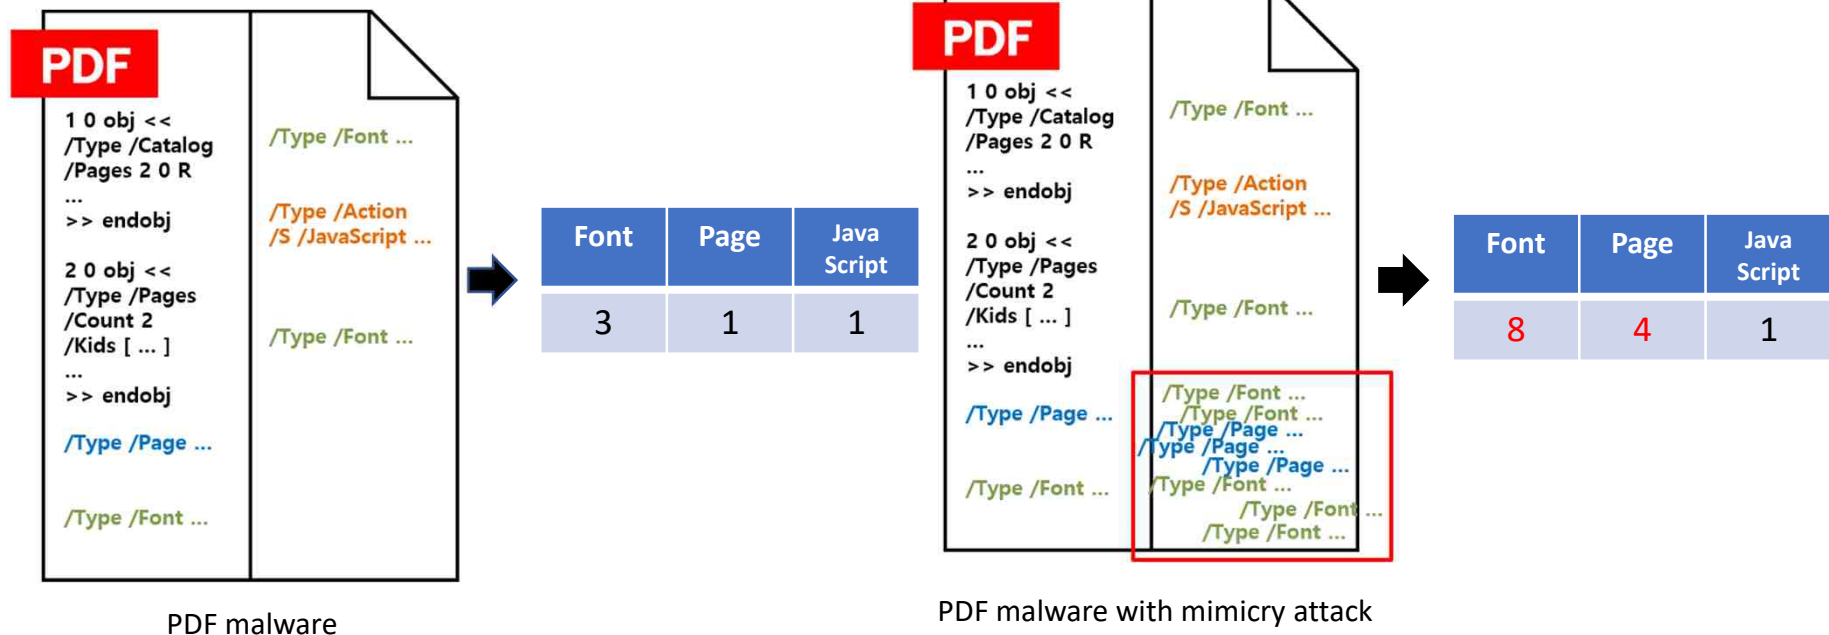 PDF
1 0 obj <<
/Type /Catalog
/Pages 2 0 R
...
>> endobj
2 0 obj <<
/Type /Pages
/Count 2
/Kids [ ... ]
...
>> endobj
/Type /Page ...
/Type /Font ...
/Type /Font ...
/Type /Action
/S /JavaScript ...
/Type /Font ...
Font Page Java
Script
3 1 1
PDF malware
PDF
1 0 obj <<
/Type /Catalog
/Pages 2 0 R
...
>> endobj
2 0 obj <<
/Type /Pages
/Count 2
/Kids [ ... ]
...
>> endobj
/Type /Page ...
/Type /Font ...
/Type /Font ...
/Type /Action
/S /JavaScript ...
/Type /Font ...
/Type /Font ...
/Type /Font ...
/Type /Page ...
/Type /Page ...
/Type /Page ...
/Type /Font ...
/Type /Font ...
/Type /Font ...
Font Page Java
Script
8 4 1
PDF malware with mimicry attack